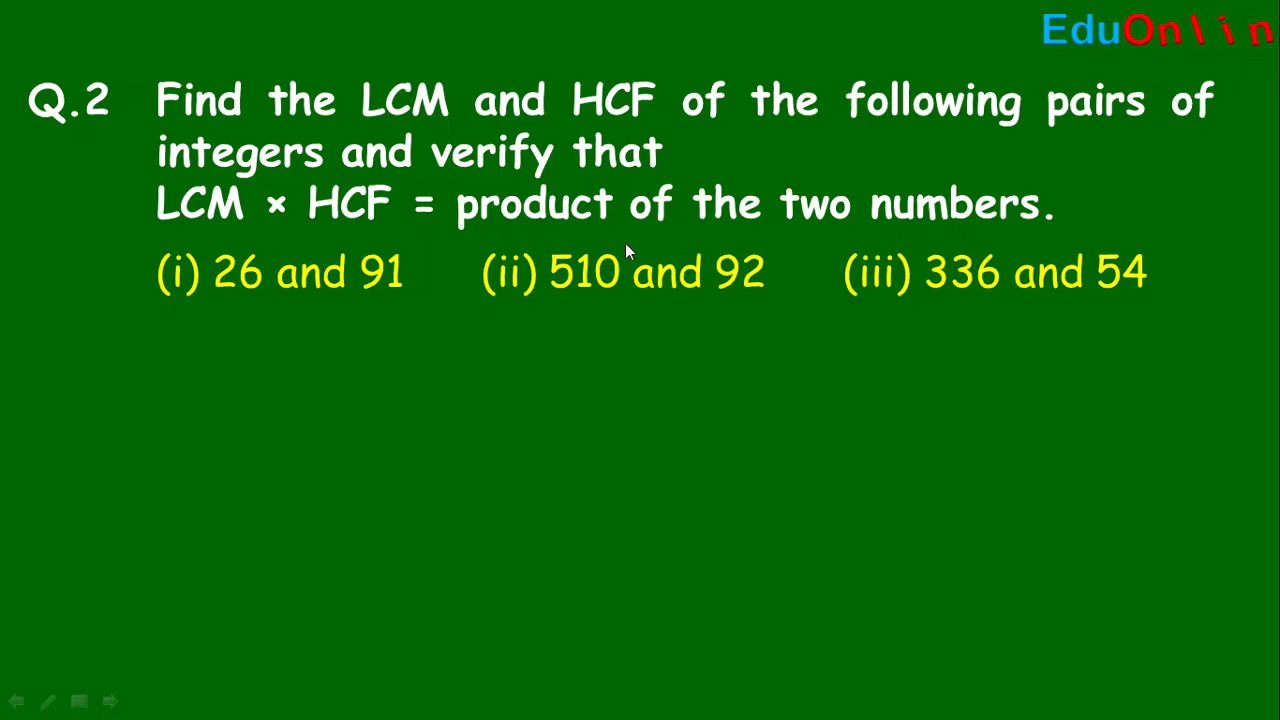 EduOnlin
Q.2 Find the LCM and HCF of the following pairs of
integers and verify that
LCM × HCF = product of the two numbers.
(i) 26 and 91 (ii) 510 and 92 (iii) 336 and 54